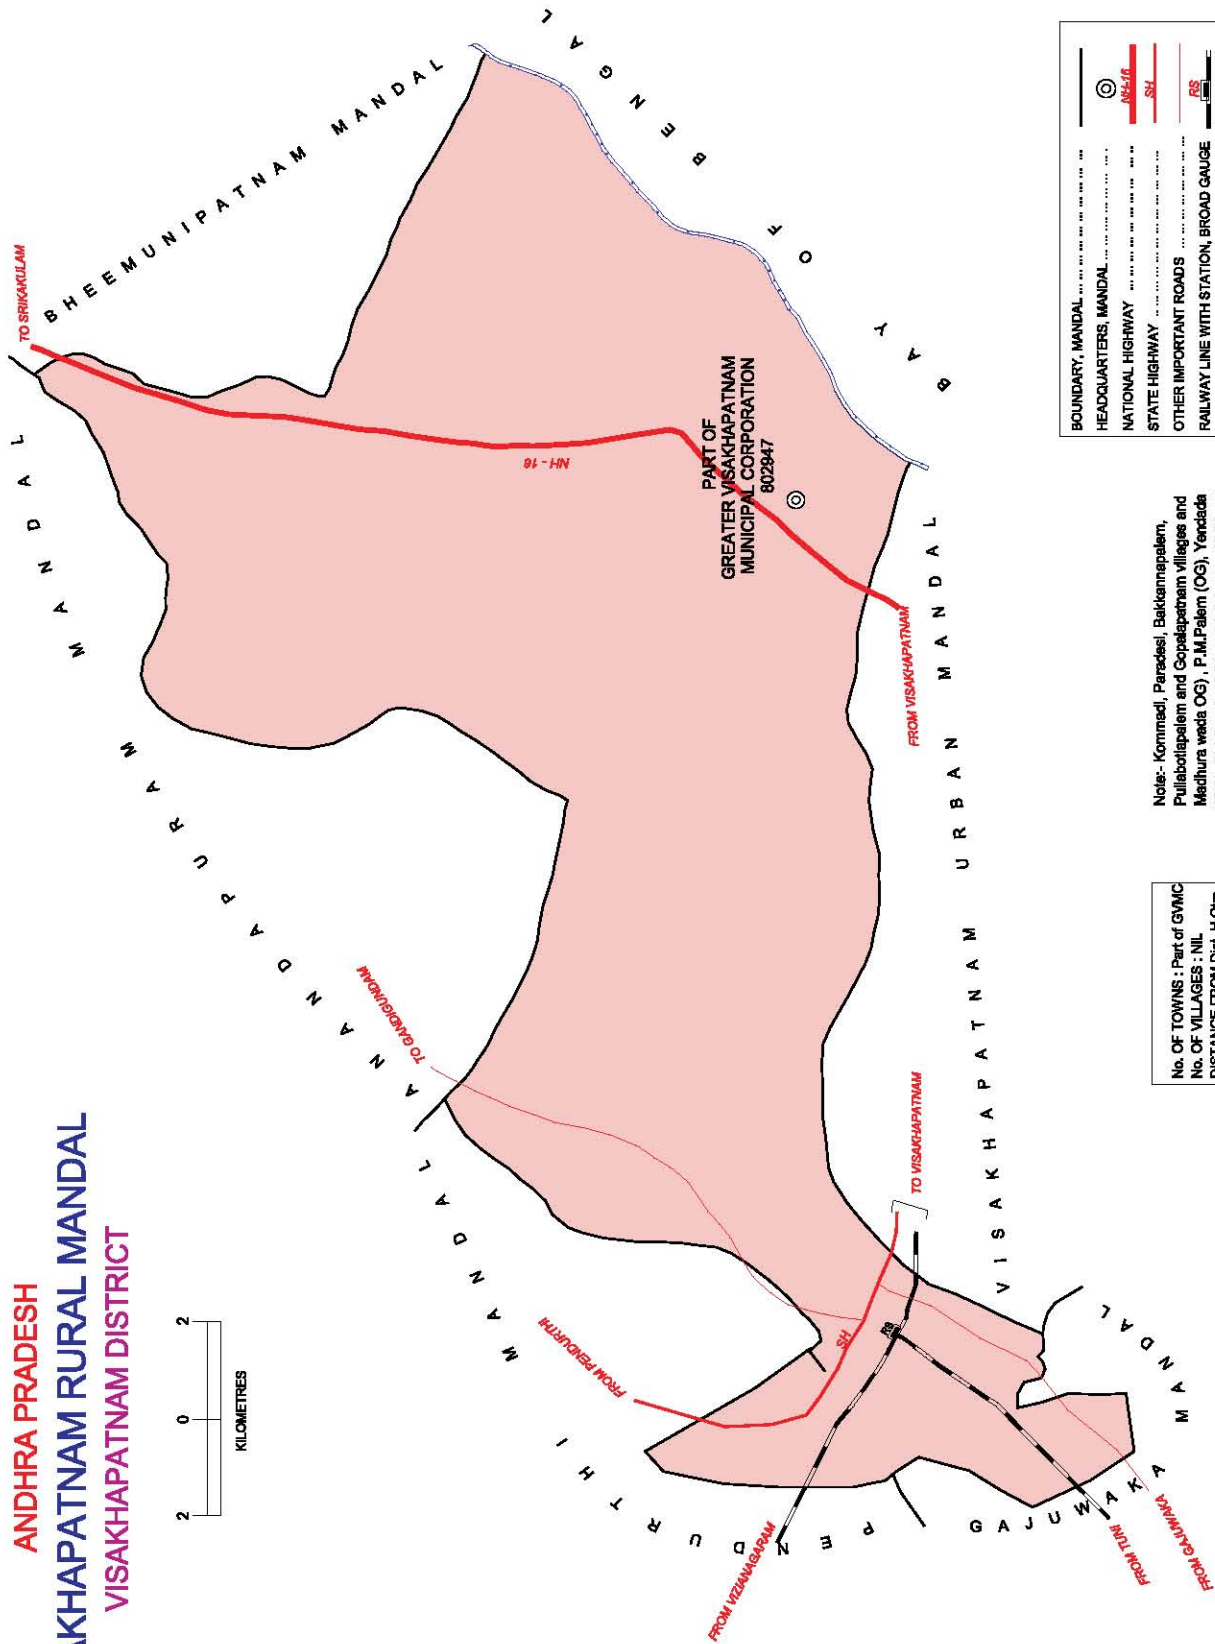 ANDHRA PRADESH
AKHAPATNAM RURAL MANDAL
VISAKHAPATNAM DISTRICT
2 0 2
KILOMETRES
BHEEMUNIPATNAM MANDAL
BAY OF BENGAL
ANANDAPURAM MANDAL
PENDURTHI MANDAL
GAJUWAKA MANDAL
VISAKHAPATNAM URBAN MANDAL
TO SRIKAKULAM
NH - 16
PART OF
GREATER VISAKHAPATNAM
MUNICIPAL CORPORATION
802947
FROM VISAKHAPATNAM
TO GANDIGUNDAM
FROM PENDURTHI
SH
RS
TO VISAKHAPATNAM
FROM VIZIANAGARAM
FROM TUNI
FROM GAJUWAKA
No. OF TOWNS : Part of GVMC
No. OF VILLAGES : NIL
Note:- Kommadi, Paradesi, Bakkannapalem,
Pullabotlapalem and Gopalapatnam villages and
Madhura wada OG) , P.M.Palem (OG), Yendada
BOUNDARY, MANDAL
HEADQUARTERS, MANDAL
NATIONAL HIGHWAY NH-16
STATE HIGHWAY SH
OTHER IMPORTANT ROADS
RAILWAY LINE WITH STATION, BROAD GAUGE RS